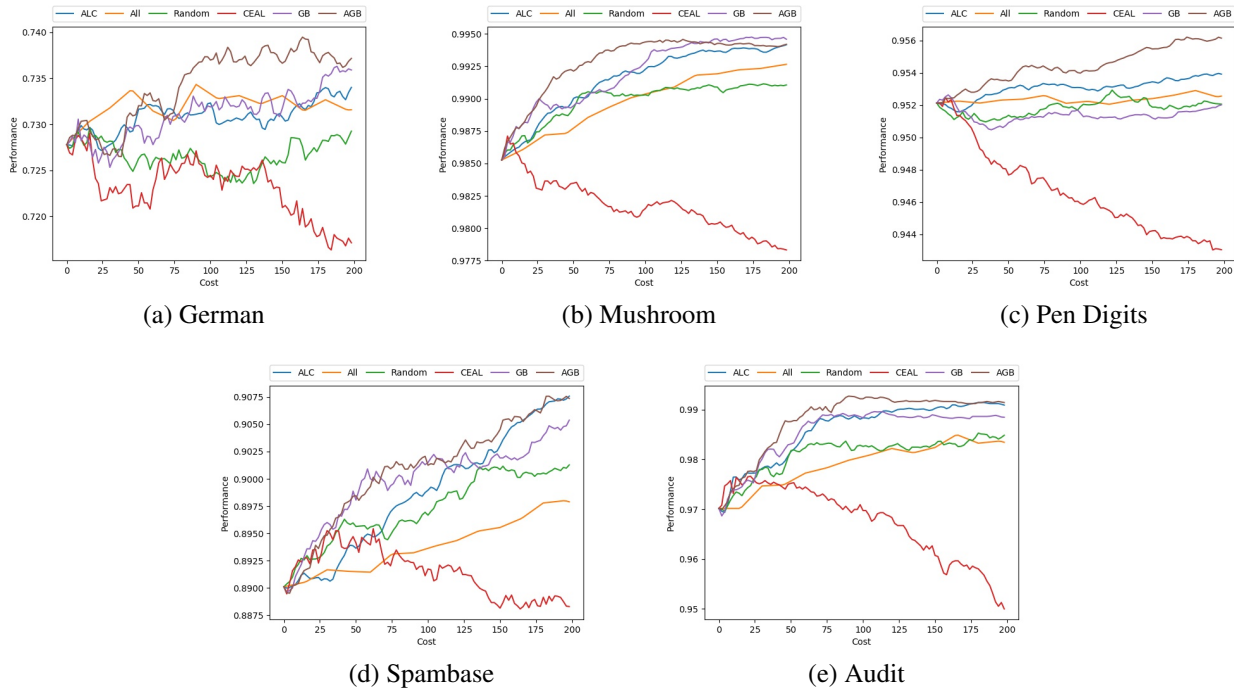 ALC All Random CEAL GB AGB
0.740
0.735
0.730
0.725
0.720
Performance
0 25 50 75 100 125 150 175 200
Cost
(a) German
ALC All Random CEAL GB AGB
0.9950
0.9925
0.9900
0.9875
0.9850
0.9825
0.9800
0.9775
Performance
0 25 50 75 100 125 150 175 200
Cost
(b) Mushroom
ALC All Random CEAL GB AGB
0.956
0.954
0.952
0.950
0.948
0.946
0.944
Performance
0 25 50 75 100 125 150 175 200
Cost
(c) Pen Digits
ALC All Random CEAL GB AGB
0.9075
0.9050
0.9025
0.9000
0.8975
0.8950
0.8925
0.8900
0.8875
Performance
0 25 50 75 100 125 150 175 200
Cost
(d) Spambase
ALC All Random CEAL GB AGB
0.99
0.98
0.97
0.96
0.95
Performance
0 25 50 75 100 125 150 175 200
Cost
(e) Audit